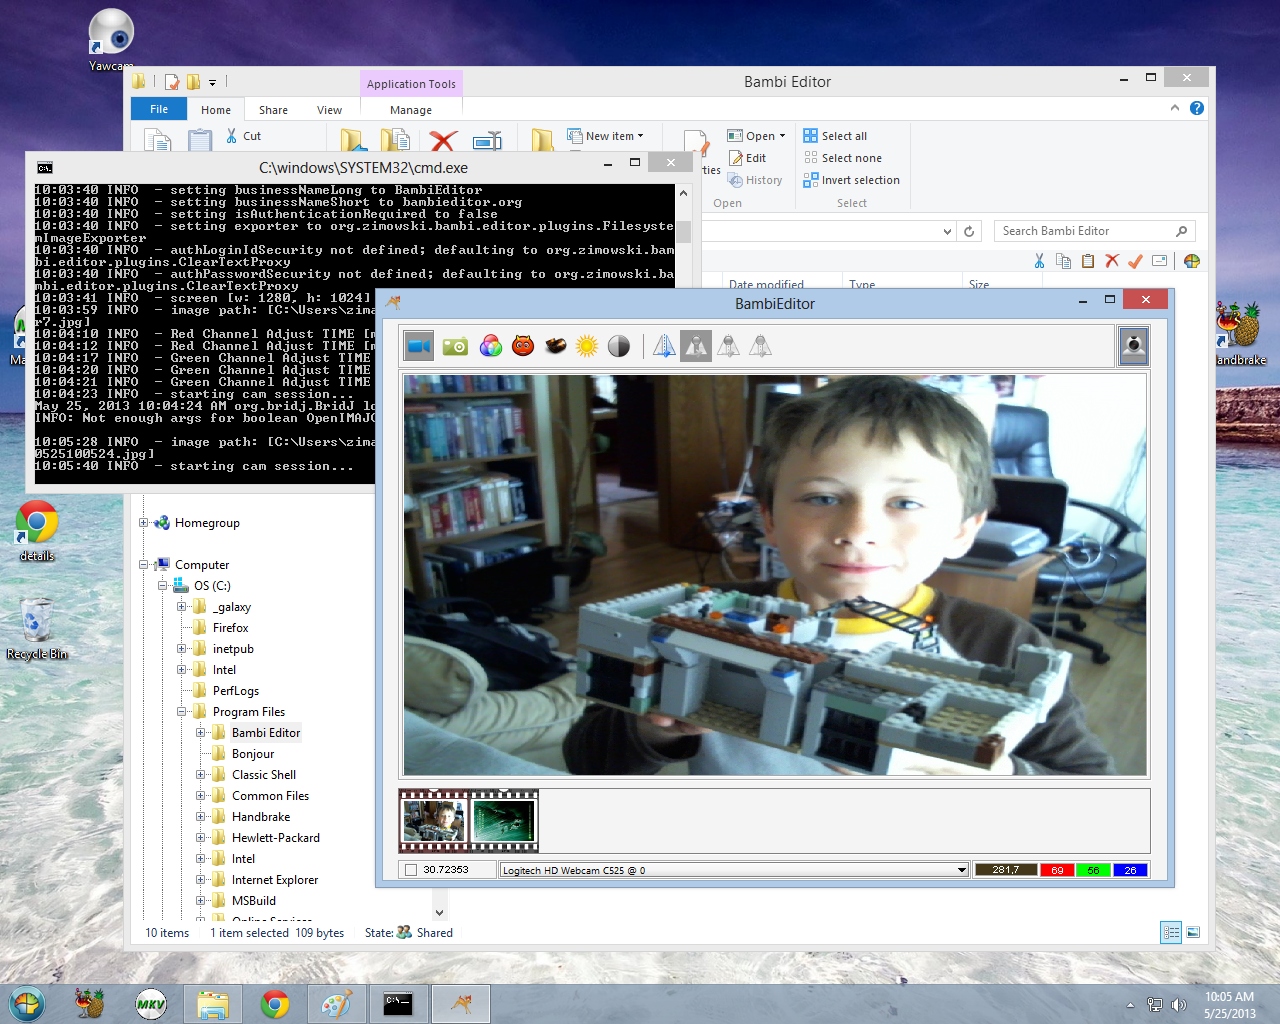 Yawcam
Application Tools
Bambi Editor
File
Home
Share
View
Manage
Cut
New item
Open
Select all
Edit
Select none
History
Invert selection
Open
Select
C:\windows\SYSTEM32\cmd.exe
10:03:40 INFO  - setting businessNameLong to BambiEditor
10:03:40 INFO  - setting businessNameShort to bambieditor.org
10:03:40 INFO  - setting isAuthenticationRequired to false
10:03:40 INFO  - setting exporter to org.zimowski.bambi.editor.plugins.Filesyste
mImageExporter
10:03:40 INFO  - authLoginIdSecurity not defined; defaulting to org.zimowski.bam
bi.editor.plugins.ClearTextProxy
10:03:40 INFO  - authPasswordSecurity not defined; defaulting to org.zimowski.ba
mbi.editor.plugins.ClearTextProxy
10:03:41 INFO  - screen [w: 1280, h: 1024]
10:03:59 INFO  - image path: [C:\Users\zima
r7.jpg]
10:04:10 INFO  - Red Channel Adjust TIME [m
10:04:12 INFO  - Red Channel Adjust TIME [m
10:04:17 INFO  - Green Channel Adjust TIME
10:04:20 INFO  - Green Channel Adjust TIME
10:04:21 INFO  - Green Channel Adjust TIME
10:04:23 INFO  - starting cam session...
May 25, 2013 10:04:24 AM org.bridj.BridJ lo
INFO: Not enough args for boolean OpenIMAJG
10:05:28 INFO  - image path: [C:\Users\zima
0525100524.jpg]
10:05:40 INFO  - starting cam session...
Search Bambi Editor
Date modified
Type
Size
BambiEditor
andbrake
details
Recycle Bin
Homegroup
Computer
OS (C:)
_galaxy
Firefox
inetpub
Intel
PerfLogs
Program Files
Bambi Editor
Bonjour
Classic Shell
Common Files
Handbrake
Hewlett-Packard
Intel
Internet Explorer
MSBuild
Online Services
30.72353
Logitech HD Webcam C525 @ 0
281,7
69
56
26
10 items
1 item selected
109 bytes
State:
Shared
MKV
10:05 AM
5/25/2013